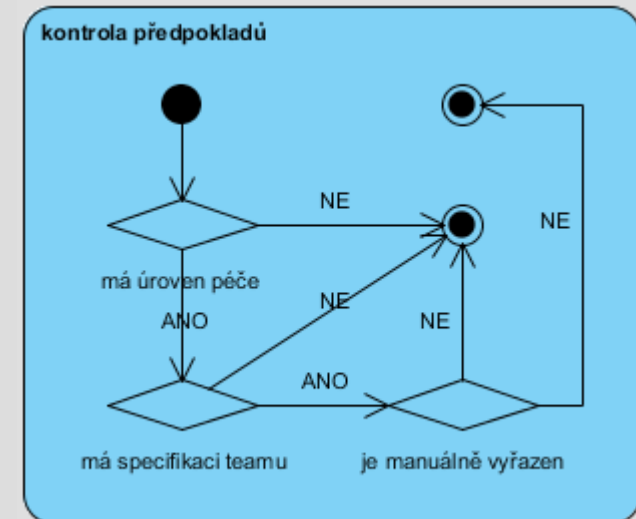 kontrola předpokladů
NE
NE
má úroven péče
NE
ANO
NE
ANO
má specifikaci teamu
je manuálně vyřazen